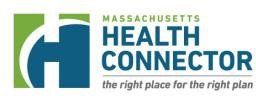 MASSACHUSETTS
HEALTH
CONNECTOR
the right place for the right plan